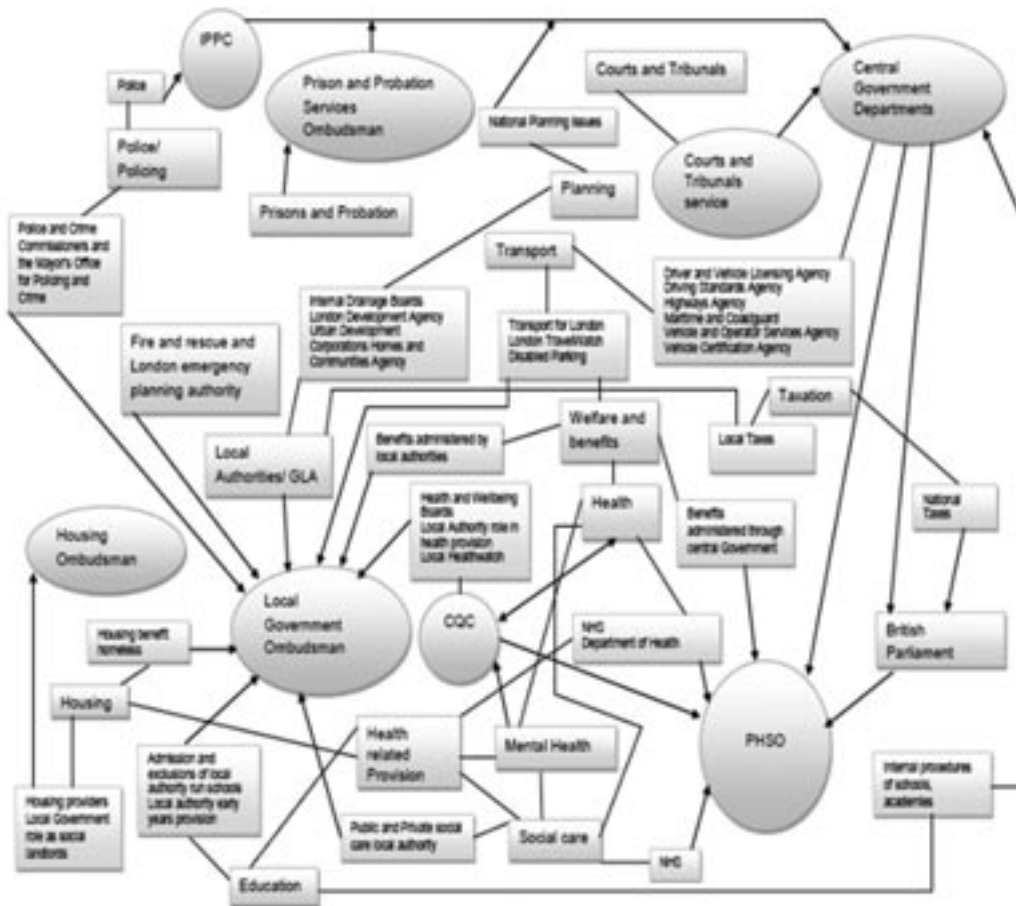 IPPC
Police
Police/
Policing
Police and Crime
Commissioners and
the Mayor's Office
for Policing and
Crime
Prison and Probation
Services
Ombudsman
Prisons and Probation
National Planning Issues
Planning
Courts and Tribunals
Courts and
Tribunals
service
Central
Government
Departments
Transport
Driver and Vehicle Licensing Agency
Driving Standards Agency
Highways Agency
Maritime and Coastguard
Vehicle and Operator Services Agency
Vehicle Certification Agency
Internal Drainage Boards
London Development Agency
Urban Development
Corporations Homes and
Communities Agency
Transport for London
London TravelWatch
Disabled Parking
Fire and rescue and
London emergency
planning authority
Taxation
Local Taxes
Welfare and
benefits
Benefits administered by
local authorities
Local
Authorities/ GLA
Health
Health and Wellbeing
Boards
Local Authority role in
health provision
Local Healthwatch
Benefits
administered through
central Government
National
Taxes
Housing
Ombudsman
Local
Government
Ombudsman
CQC
NHS
Department of Health
British
Parliament
Housing benefit
homeless
Housing
Health
related
Provision
Mental Health
PHSO
Admission and
exclusions of local
authority run schools
Local authority early
years provision
Internal procedures
of schools,
academies
Housing providers
Local Government
role as social
landlords
Public and Private social
care local authority
Social care
NHS
Education